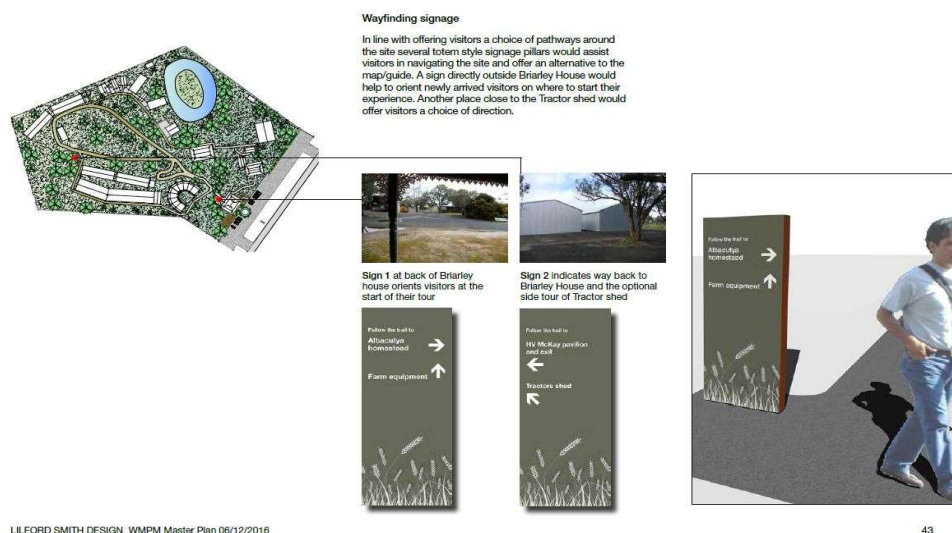 Wayfinding signage
In line with offering visitors a choice of pathways around
the site several totem style signage pillars would assist
visitors in navigating the site and offer an alternative to the
map/guide. A sign directly outside Briarley House would
help to orient newly arrived visitors on where to start their
experience. Another place close to the Tractor shed would
offer visitors a choice of direction.
Sign 1 at back of Briarley
house orients visitors at the
start of their tour
Sign 2 indicates way back to
Briarley House and the optional
side tour of Tractor shed
Follow the trail to
Albacutya
homestead
Farm equipment
Follow the trail to
HV McKay pavilion
and exit
Tractors shed
Follow the trail to
Albacutya
homestead
Farm equipment
LILFORD SMITH DESIGN WMPM Master Plan 06/12/2016
43